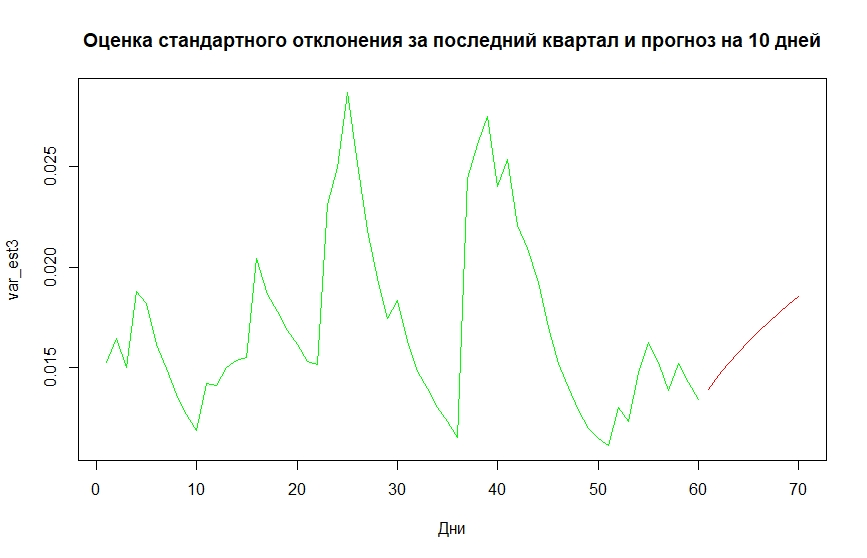 Оценка стандартного отклонения за последний квартал и прогноз на 10 дней
var_est3
0.025
0.020
0.015
0 10 20 30 40 50 60 70
Дни